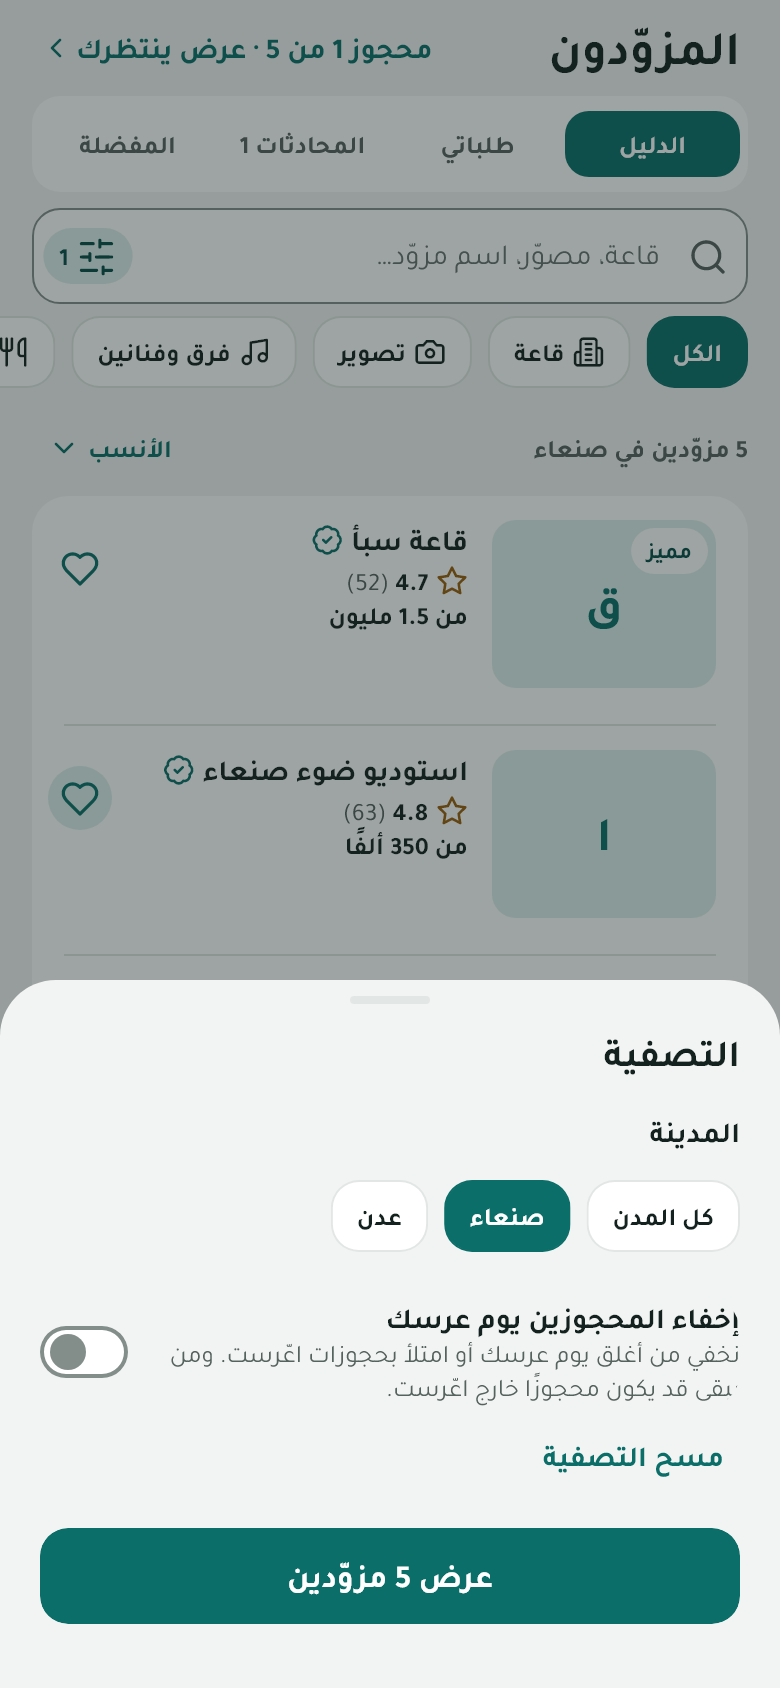 المزوّدون
محجوز 1 من 5 · عرض ينتظرك
الدليل
طلباتي
المحادثات 1
المفضلة
قاعة، مصوّر، اسم مزوّد...
1
الكل
قاعة
تصوير
فرق وفنانين
5 مزوّدين في صنعاء
الأنسب
مميز
ق
قاعة سبأ
4.7 (52)
من 1.5 مليون
ا
استوديو ضوء صنعاء
4.8 (63)
من 350 ألفًا
التصفية
المدينة
كل المدن
صنعاء
عدن
إخفاء المحجوزين يوم عرسك
نخفي من أغلق يوم عرسك أو امتلأ بحجوزات اعّرست. ومن
يبقى قد يكون محجوزًا خارج اعّرست.
مسح التصفية
عرض 5 مزوّدين